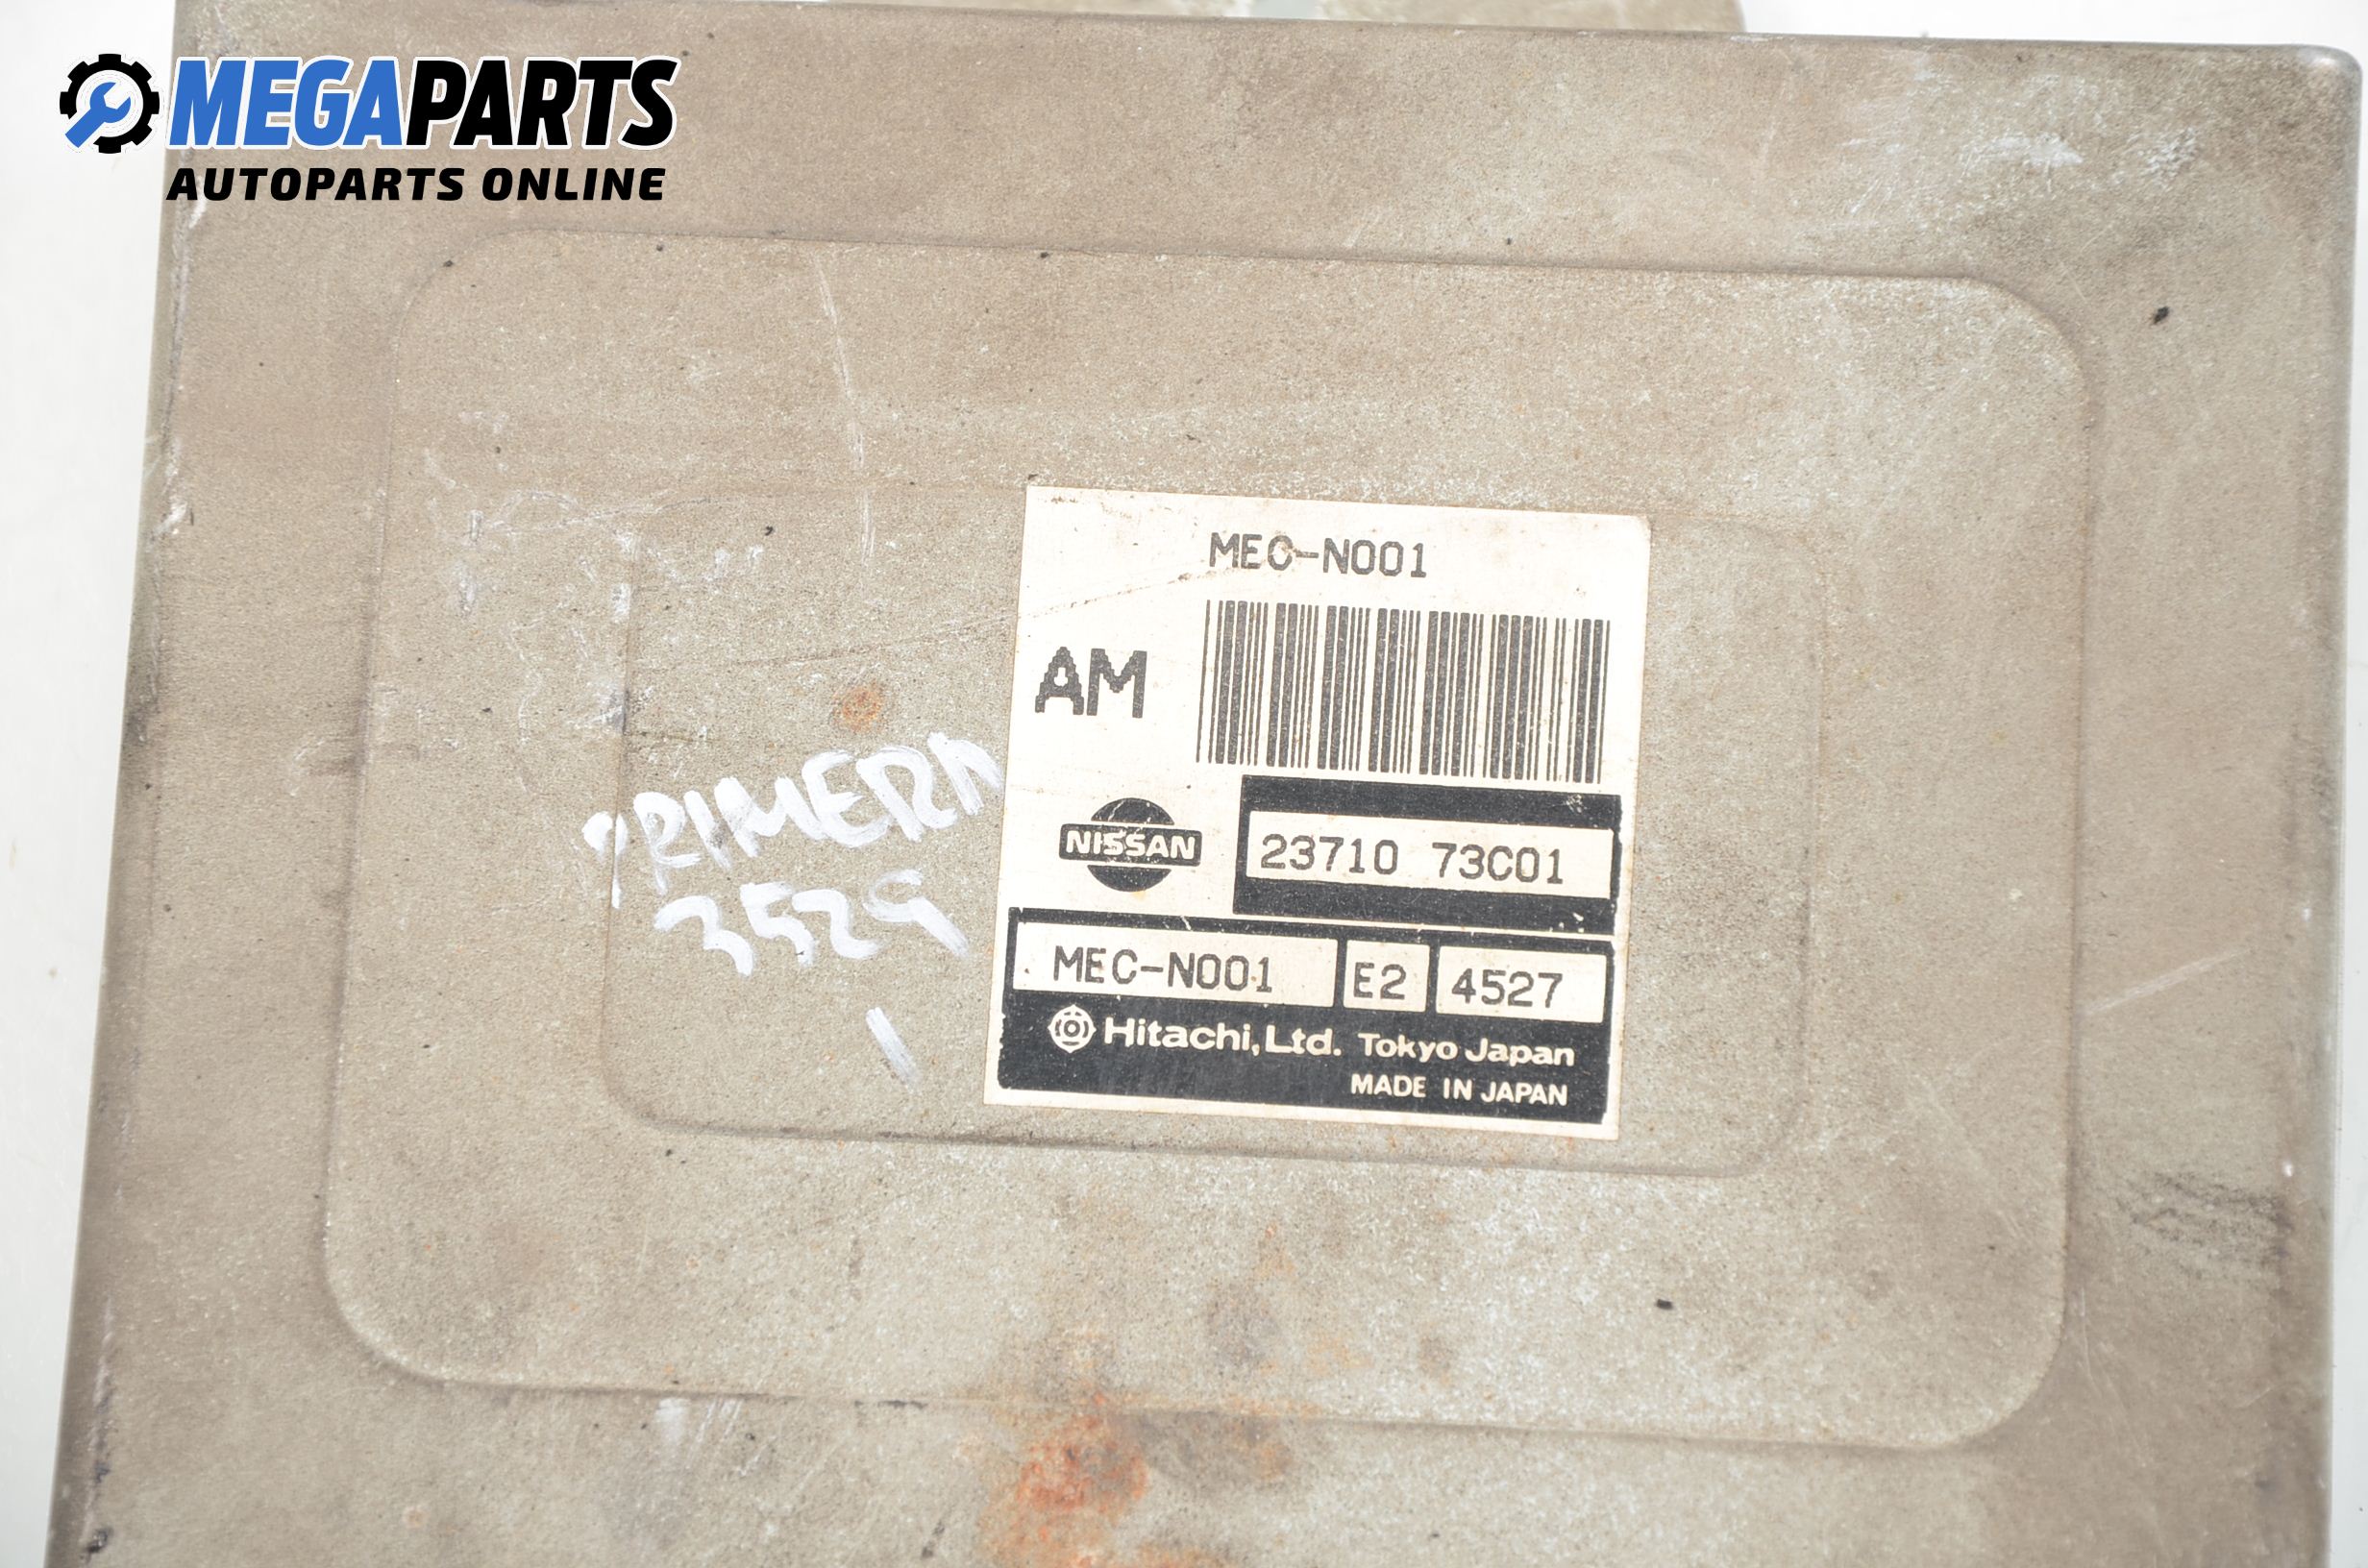 MEGAPARTS
AUTOPARTS ONLINE
MEC-N001
AM
PRIMERA
NISSAN
23710 73C01
3529
MEC-N001 E2 4527
Hitachi, Ltd. Tokyo Japan
MADE IN JAPAN